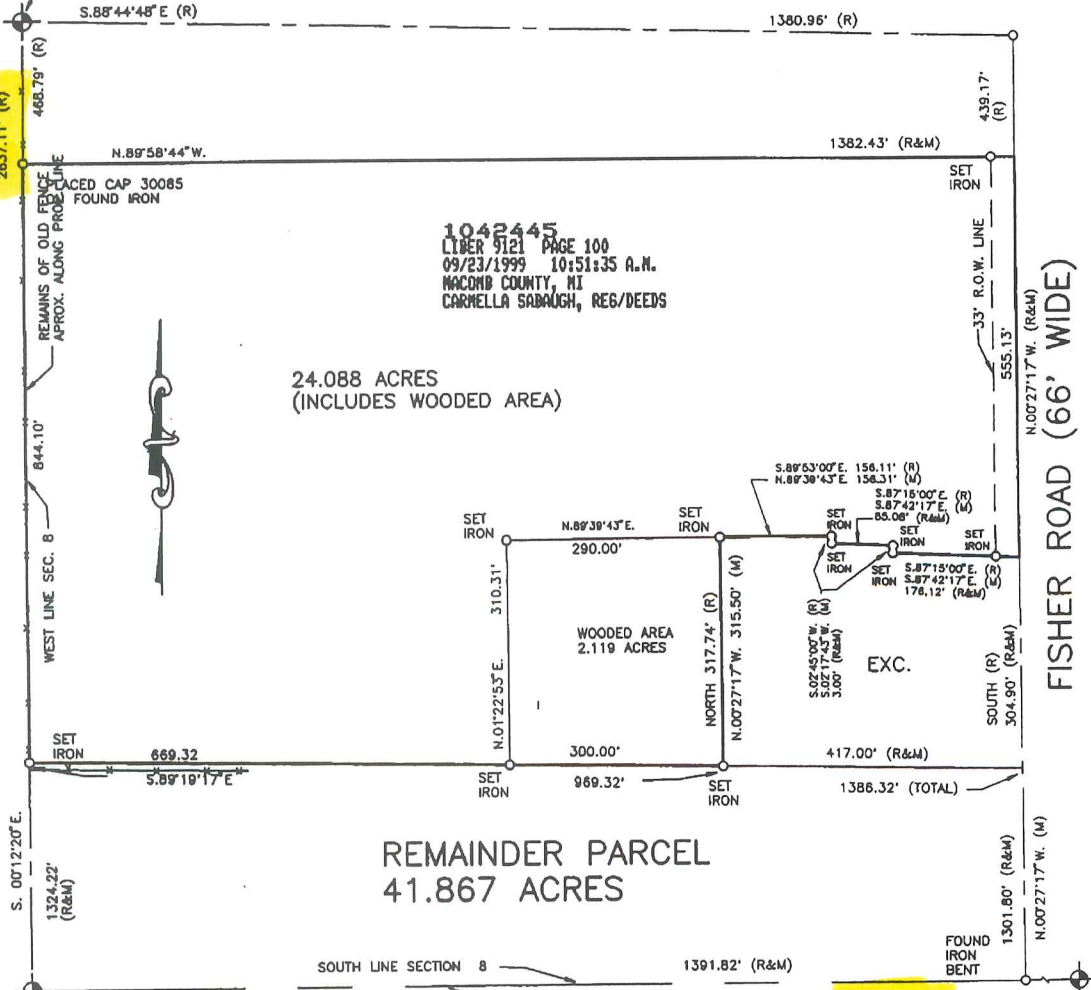 S.88°44'48"E (R)
1380.96' (R)
468.79' (R)
2637.11' (R)
439.17'
(R)
N.89°58'44"W.
1382.43' (R&M)
PLACED CAP 30085
FOUND IRON
SET
IRON
REMAINS OF OLD FENCE
APROX. ALONG PROP. LINE
1042445
LIBER 9121 PAGE 100
09/23/1999 10:51:35 A.M.
MACOMB COUNTY, MI
CARMELLA SABAUGH, REG/DEEDS
33' R.O.W. LINE
555.13'
N.00°27'17"W. (R&M)
FISHER ROAD (66' WIDE)
24.088 ACRES
(INCLUDES WOODED AREA)
844.10'
WEST LINE SEC. 8
S.89°53'00"E. 156.11' (R)
N.89°39'43"E. 156.31' (M)
S.87°15'00"E. (R)
S.87°42'17"E. (M)
85.08' (R&M)
SET
IRON
N.89°39'43"E.
290.00'
SET
IRON
SET
IRON
SET
IRON
SET
IRON
SET
IRON
SET
IRON
S.87°15'00"E. (R)
S.87°42'17"E. (M)
176.12' (R&M)
310.31'
N.01°22'53"E.
WOODED AREA
2.119 ACRES
NORTH 317.74' (R)
N.00°27'17"W. 315.50' (M)
S.02°45'00"W. (R)
S.02°17'43"W. (M)
3.00' (R&M)
EXC.
SOUTH (R)
304.90' (R&M)
SET
IRON
669.32
S.89°19'17"E
300.00'
417.00' (R&M)
SET
IRON
969.32'
SET
IRON
1386.32' (TOTAL)
S. 00°12'20"E.
1324.22'
(R&M)
REMAINDER PARCEL
41.867 ACRES
1301.80' (R&M)
N.00°27'17"W. (M)
FOUND
IRON
BENT
SOUTH LINE SECTION 8
1391.82' (R&M)